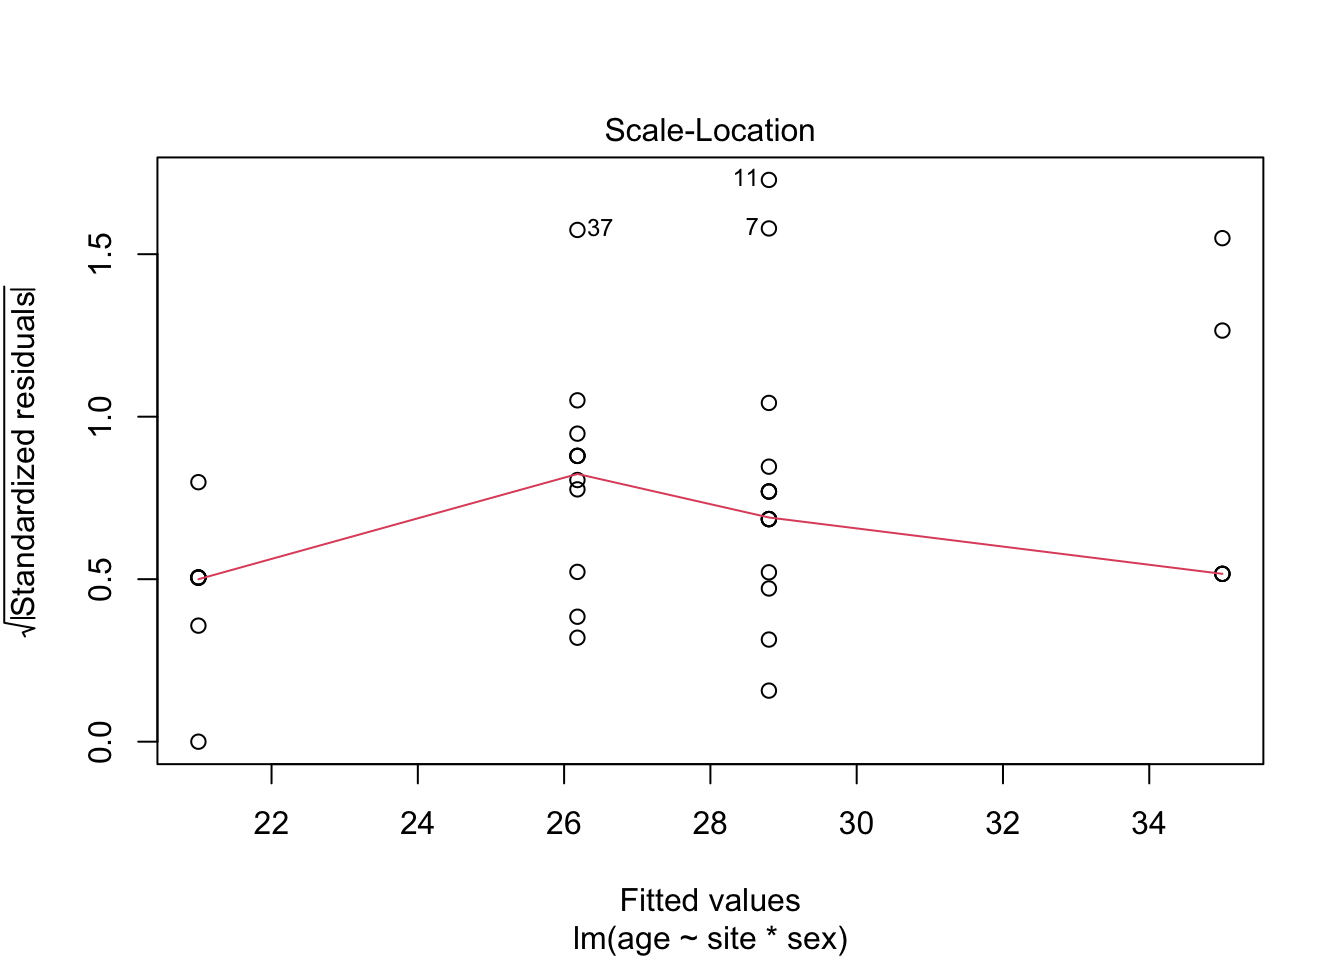 Scale-Location
11
37
7
√|Standardized residuals|
0.0
0.5
1.0
1.5
22 24 26 28 30 32 34
Fitted values
lm(age ~ site * sex)